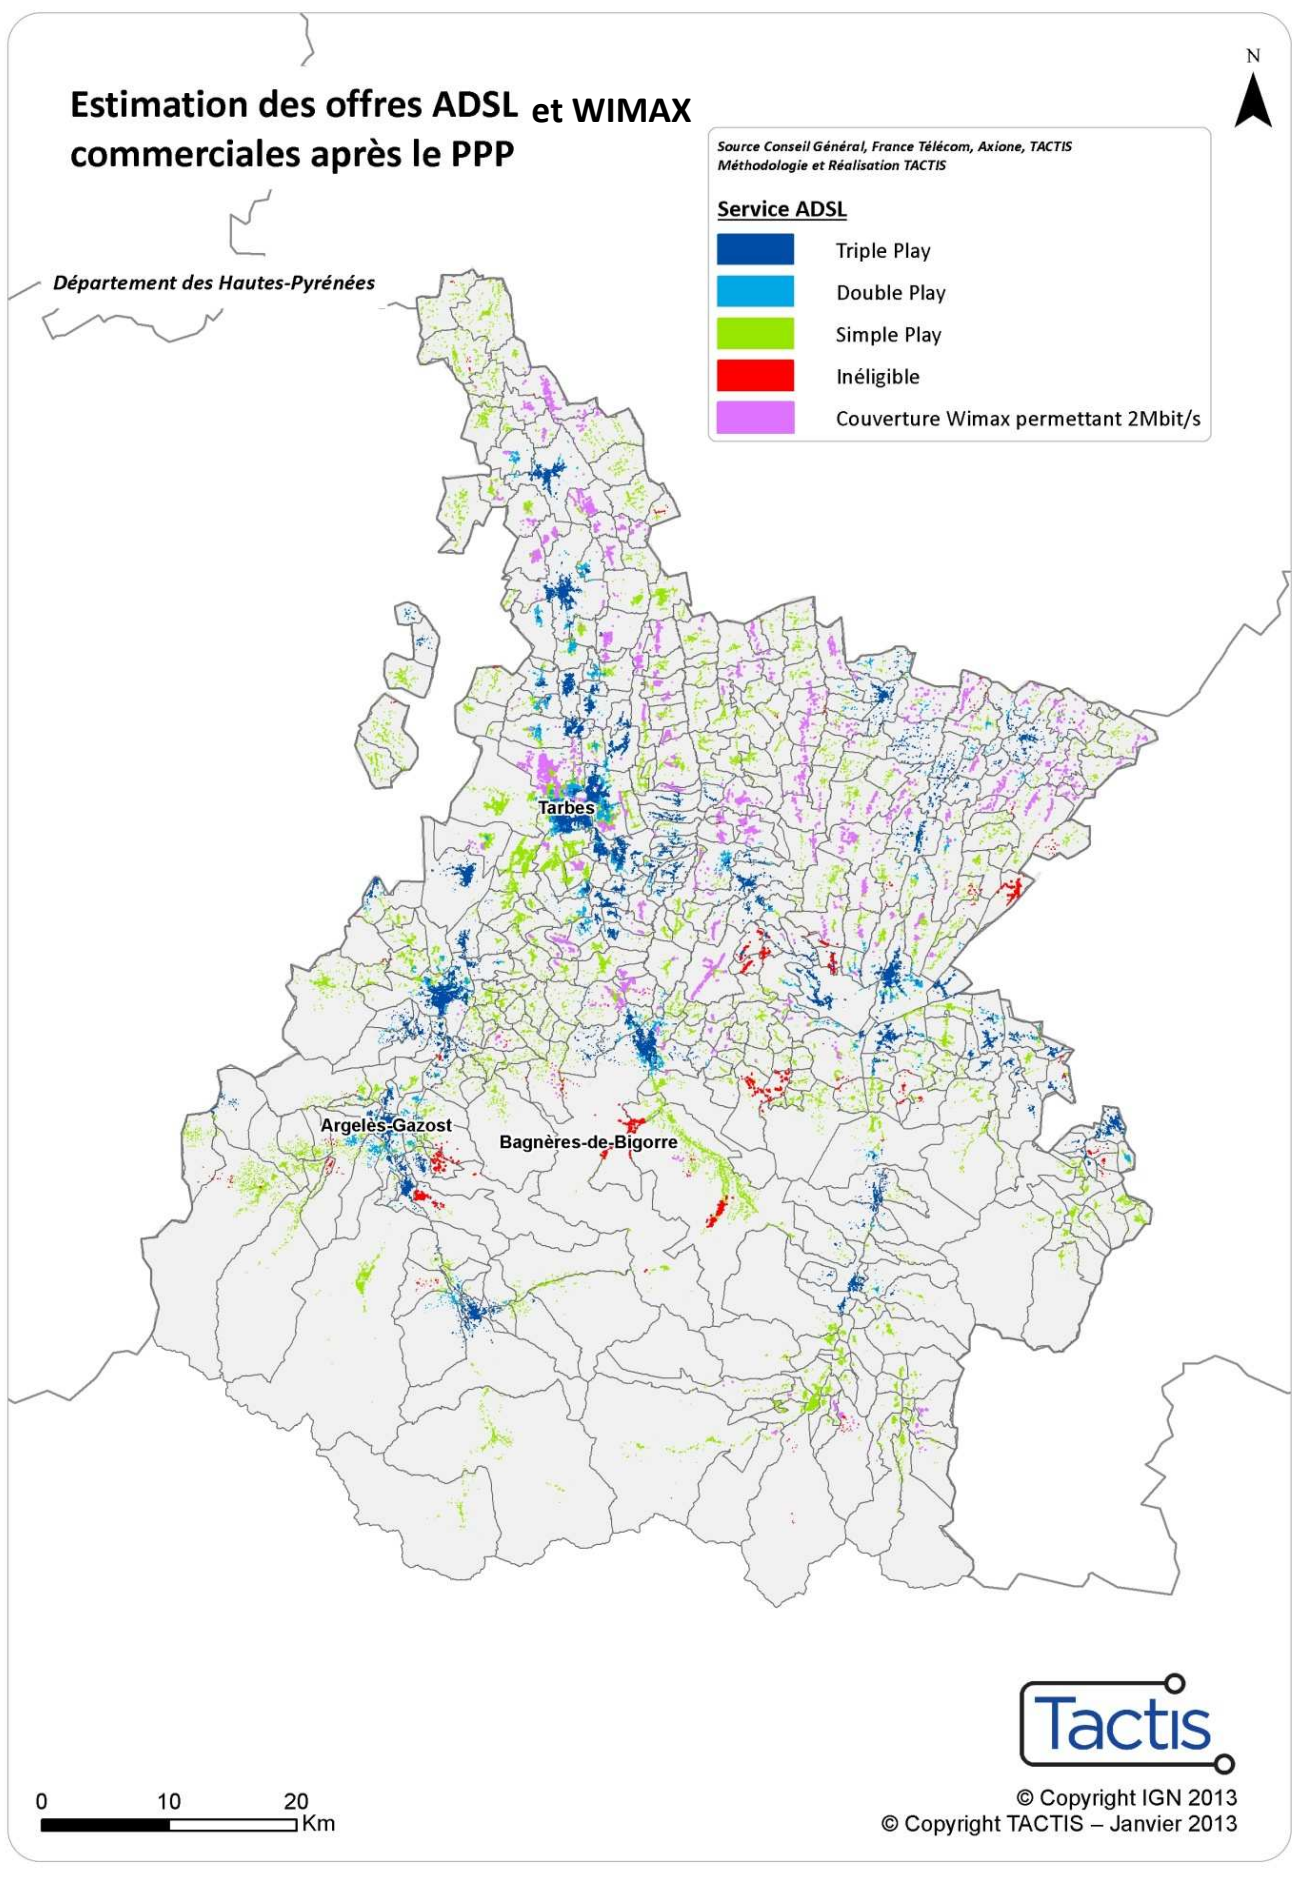 N
Estimation des offres ADSL et WIMAX
commerciales après le PPP
Source Conseil Général, France Télécom, Axione, TACTIS
Méthodologie et Réalisation TACTIS
Service ADSL
Triple Play
Double Play
Simple Play
Inéligible
Couverture Wimax permettant 2Mbit/s
Département des Hautes-Pyrénées
Tarbes
Argelès-Gazost
Bagnères-de-Bigorre
Tactis
0 10 20
Km
© Copyright IGN 2013
© Copyright TACTIS – Janvier 2013